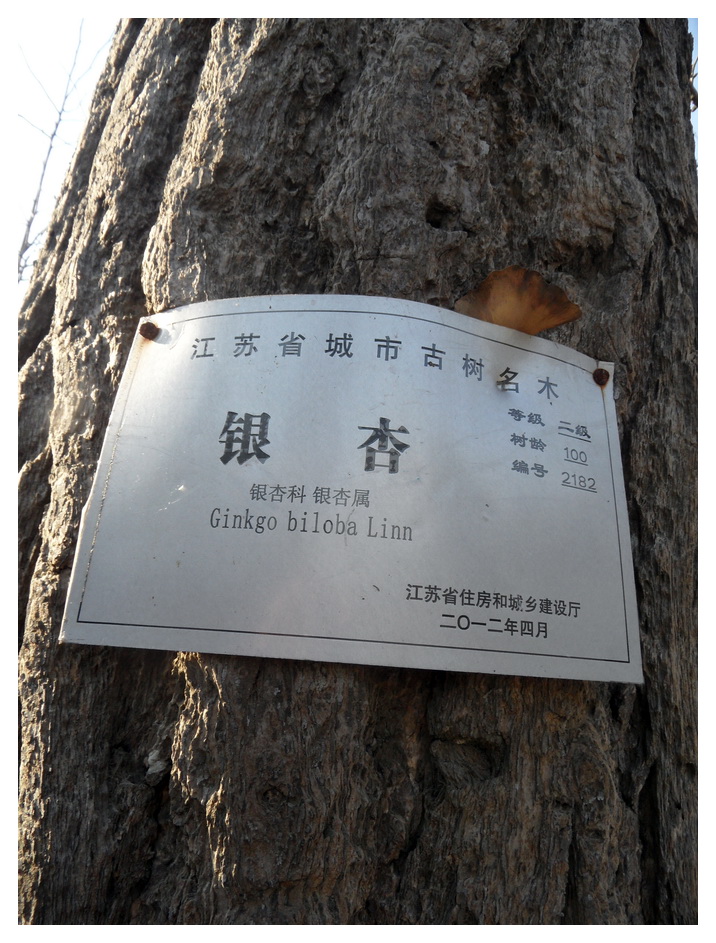 江苏省城市古树名木
等级 二级
银杏
树龄 100
编号 2182
银杏科 银杏属
Ginkgo biloba Linn
江苏省住房和城乡建设厅
二〇一二年四月